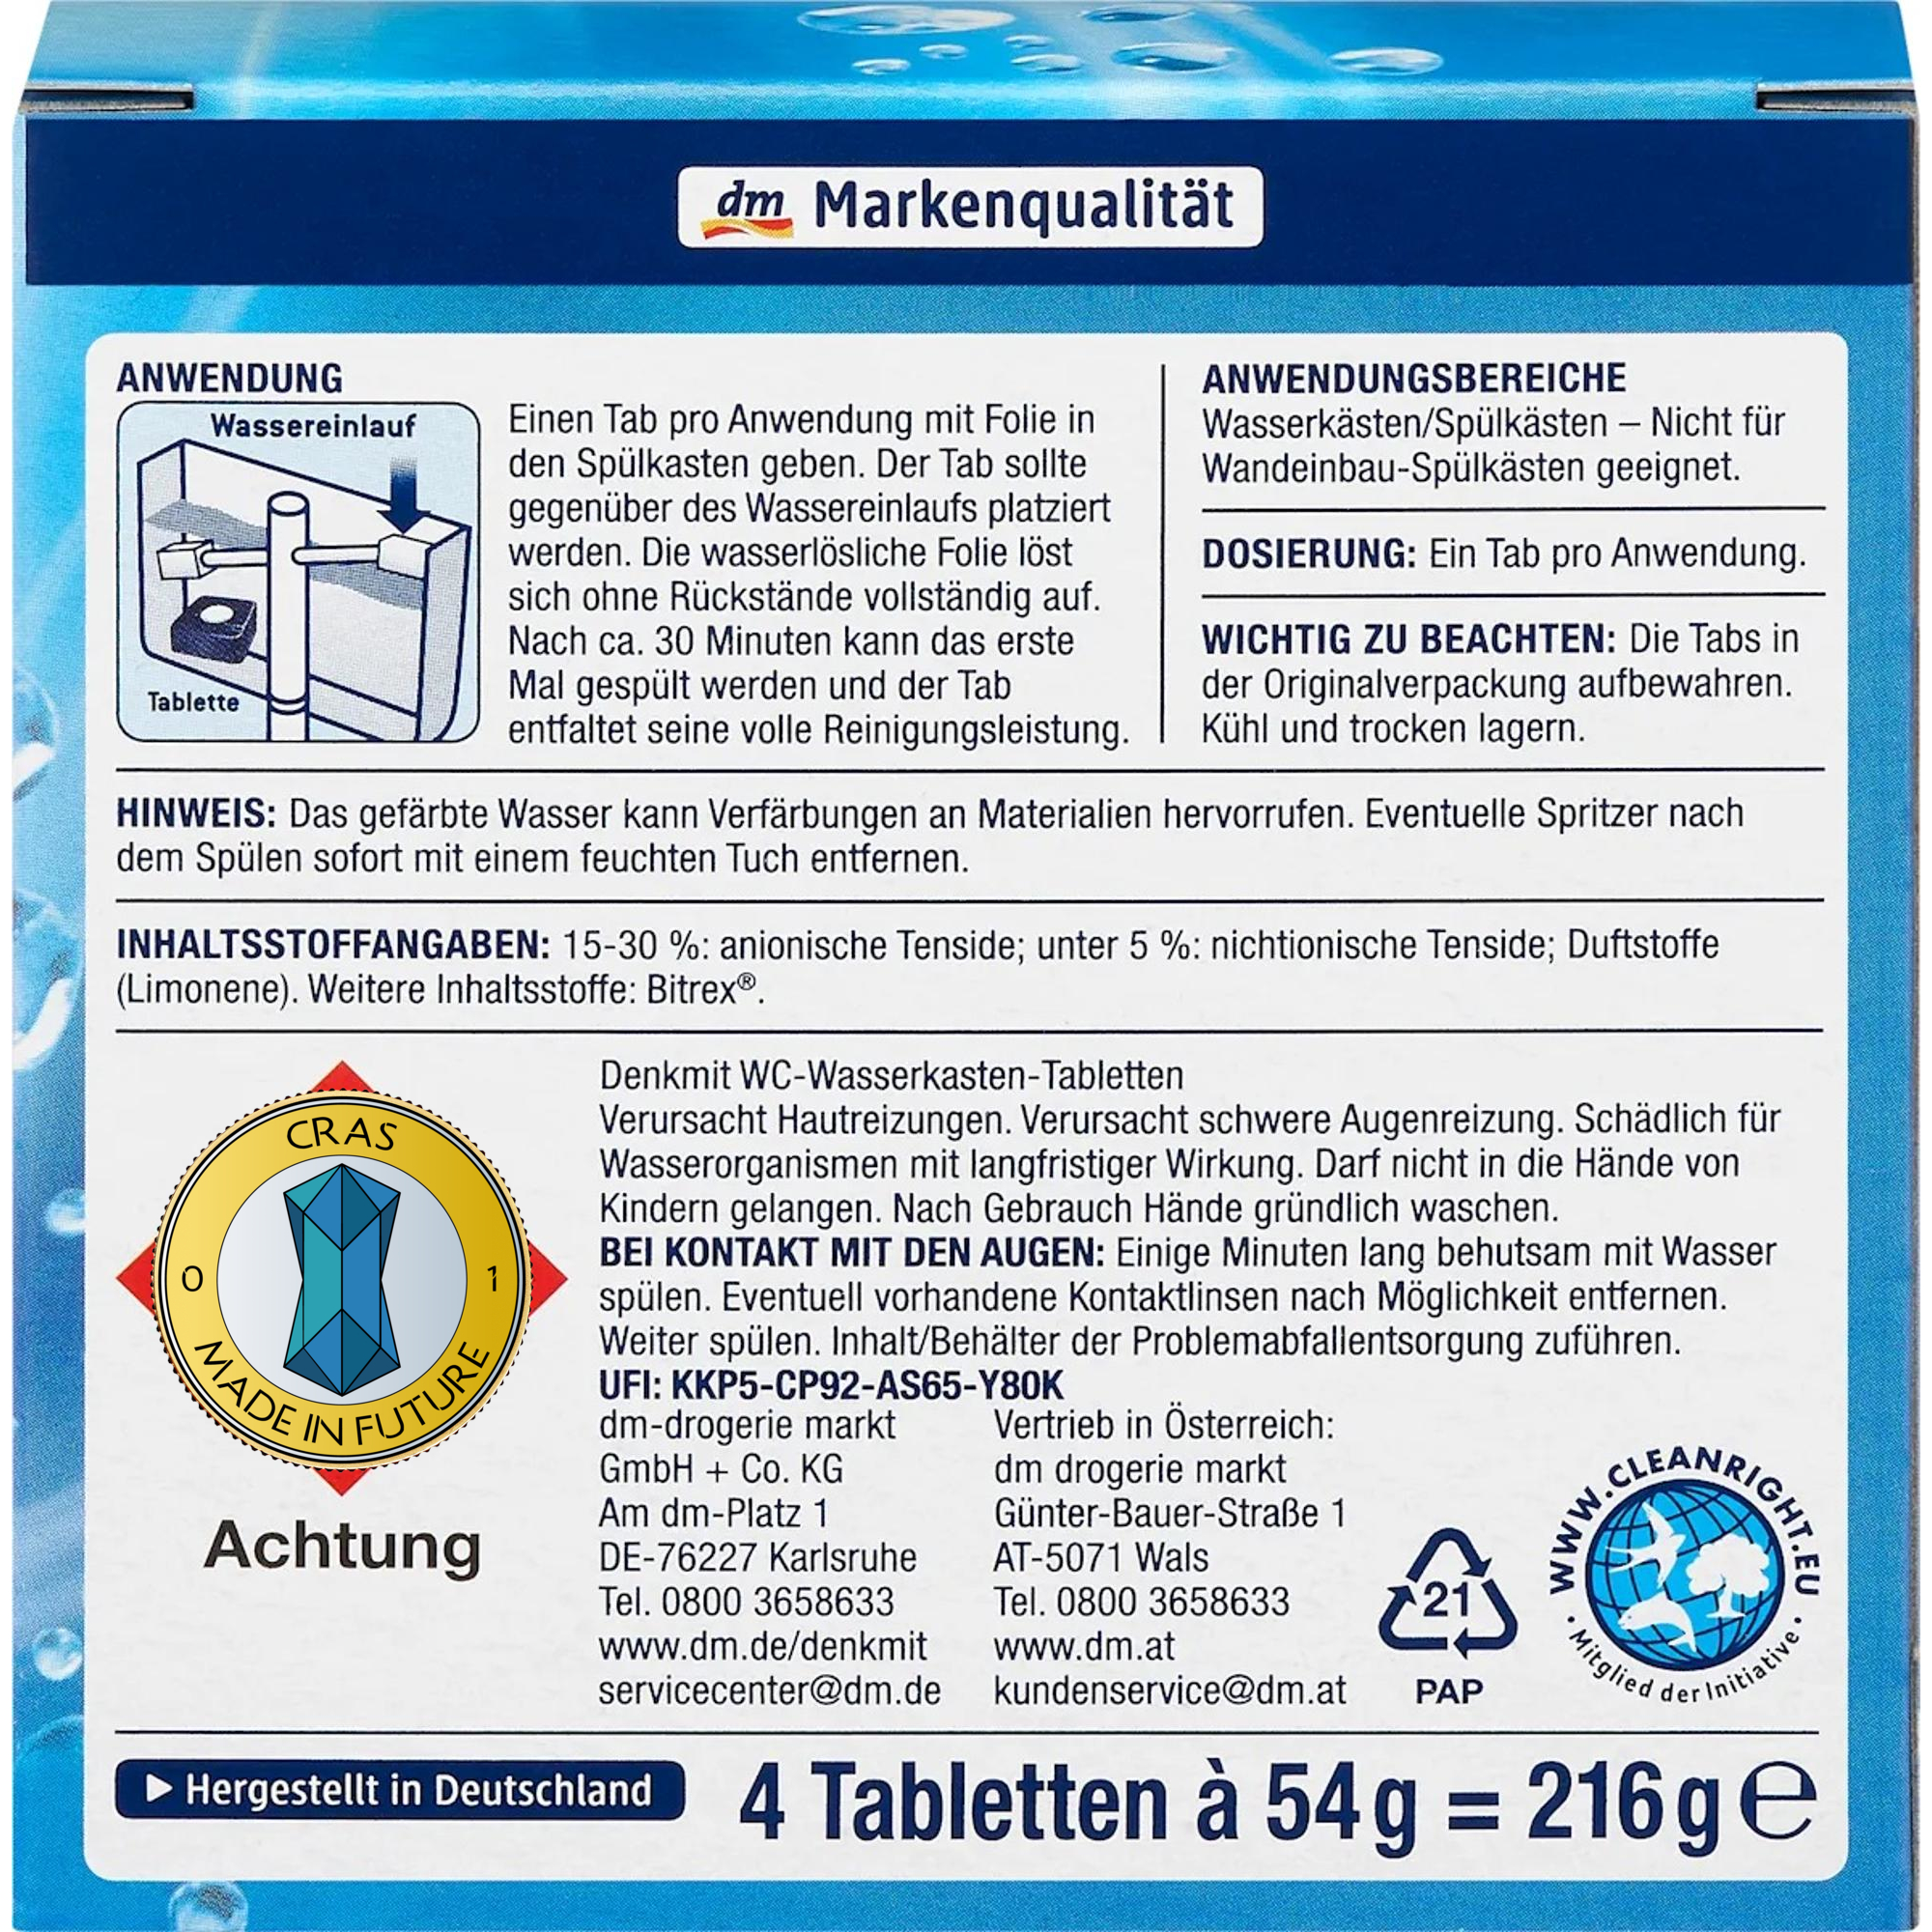 dm Markenqualität
ANWENDUNG
Wassereinlauf
Tablette
Einen Tab pro Anwendung mit Folie in
den Spülkasten geben. Der Tab sollte
gegenüber des Wassereinlaufs platziert
werden. Die wasserlösliche Folie löst
sich ohne Rückstände vollständig auf.
Nach ca. 30 Minuten kann das erste
Mal gespült werden und der Tab
entfaltet seine volle Reinigungsleistung.
ANWENDUNGSBEREICHE
Wasserkästen/Spülkästen – Nicht für
Wandeinbau-Spülkästen geeignet.
DOSIERUNG: Ein Tab pro Anwendung.
WICHTIG ZU BEACHTEN: Die Tabs in
der Originalverpackung aufbewahren.
Kühl und trocken lagern.
HINWEIS: Das gefärbte Wasser kann Verfärbungen an Materialien hervorrufen. Eventuelle Spritzer nach
dem Spülen sofort mit einem feuchten Tuch entfernen.
INHALTSSTOFFANGABEN: 15-30 %: anionische Tenside; unter 5 %: nichtionische Tenside; Duftstoffe
(Limonene). Weitere Inhaltsstoffe: Bitrex®.
CRAS
0 1
MADE IN FUTURE
Achtung
Denkmit WC-Wasserkasten-Tabletten
Verursacht Hautreizungen. Verursacht schwere Augenreizung. Schädlich für
Wasserorganismen mit langfristiger Wirkung. Darf nicht in die Hände von
Kindern gelangen. Nach Gebrauch Hände gründlich waschen.
BEI KONTAKT MIT DEN AUGEN: Einige Minuten lang behutsam mit Wasser
spülen. Eventuell vorhandene Kontaktlinsen nach Möglichkeit entfernen.
Weiter spülen. Inhalt/Behälter der Problemabfallentsorgung zuführen.
UFI: KKP5-CP92-AS65-Y80K
dm-drogerie markt
GmbH + Co. KG
Am dm-Platz 1
DE-76227 Karlsruhe
Tel. 0800 3658633
www.dm.de/denkmit
servicecenter@dm.de
Vertrieb in Österreich:
dm drogerie markt
Günter-Bauer-Straße 1
AT-5071 Wals
Tel. 0800 3658633
www.dm.at
kundenservice@dm.at
21
PAP
WWW.CLEANRIGHT.EU
· Mitglied der Initiative ·
Hergestellt in Deutschland
4 Tabletten à 54 g = 216 g e